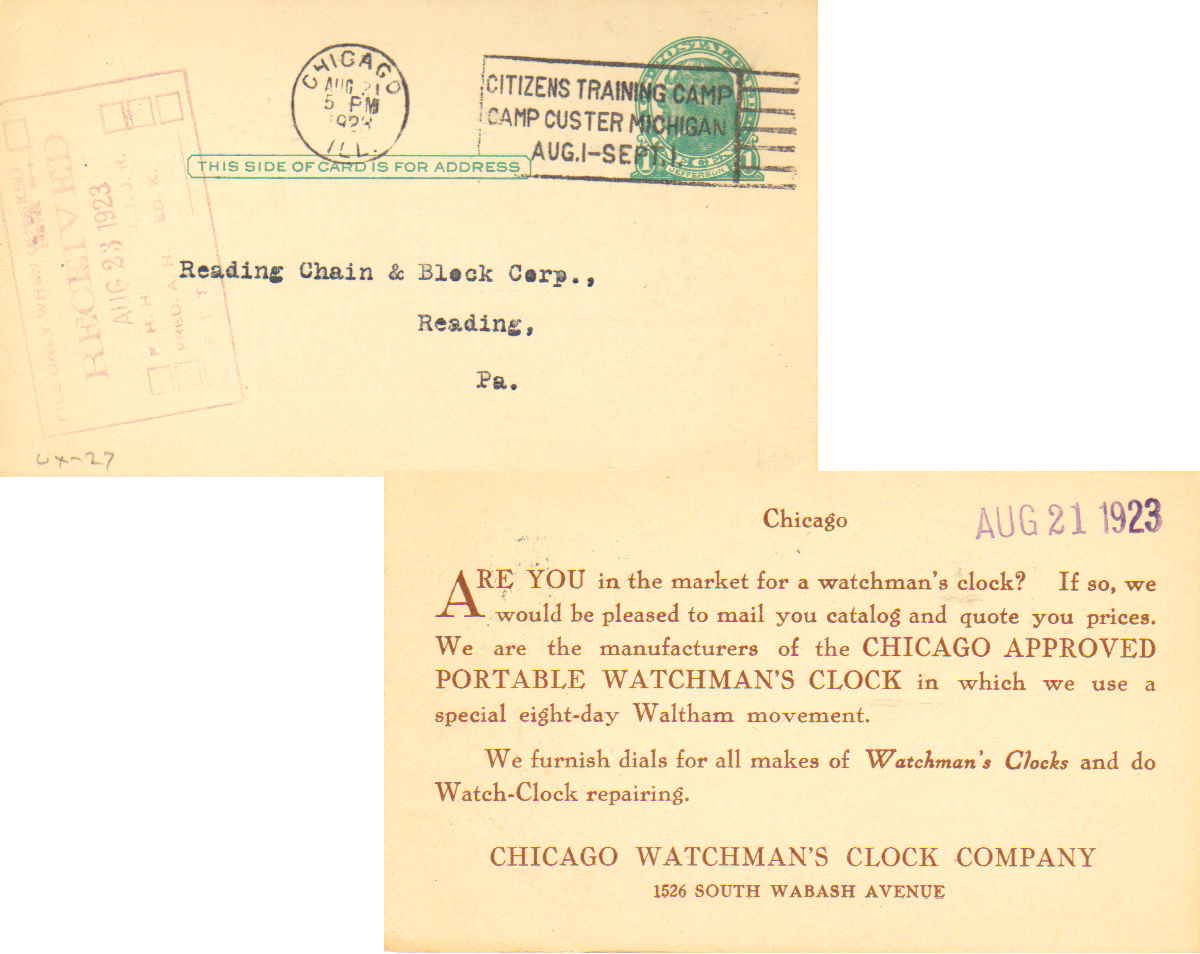 CHICAGO
AUG 21
5 PM
1923
ILL.
CITIZENS TRAINING CAMP
CAMP CUSTER MICHIGAN
AUG.1-SEPT.1.
POSTAL
1 CENT 1
JEFFERSON
THIS SIDE OF CARD IS FOR ADDRESS
RECEIVED
AUG 23 1923
Reading Chain & Block Corp.,
Reading,
Pa.
UX-27
Chicago
AUG 21 1923
ARE YOU in the market for a watchman's clock? If so, we
would be pleased to mail you catalog and quote you prices.
We are the manufacturers of the CHICAGO APPROVED
PORTABLE WATCHMAN'S CLOCK in which we use a
special eight-day Waltham movement.
We furnish dials for all makes of Watchman's Clocks and do
Watch-Clock repairing.
CHICAGO WATCHMAN'S CLOCK COMPANY
1526 SOUTH WABASH AVENUE